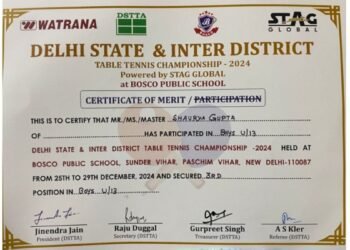 WATRANA
DSTTA
STAG
GLOBAL
DELHI STATE & INTER DISTRICT
TABLE TENNIS CHAMPIONSHIP - 2024
Powered by STAG GLOBAL
at BOSCO PUBLIC SCHOOL
CERTIFICATE OF MERIT / PARTICIPATION
THIS IS TO CERTIFY THAT MR/MS/MASTER SHAURYA GUPTA
OF HAS PARTICIPATED IN BOYS U/13
DELHI STATE & INTER DISTRICT TABLE TENNIS CHAMPIONSHIP -2024 HELD AT
BOSCO PUBLIC SCHOOL, SUNDER VIHAR, PASCHIM VIHAR, NEW DELHI-110087
FROM 25TH TO 29TH DECEMBER, 2024 AND SECURED 3RD
POSITION IN BOYS U/13
Jinendra Jain Raju Duggal Gurpreet Singh A S Kler
President (DSTTA) Secretary (DSTTA) Treasurer (DSTTA) Referee (DSTTA)